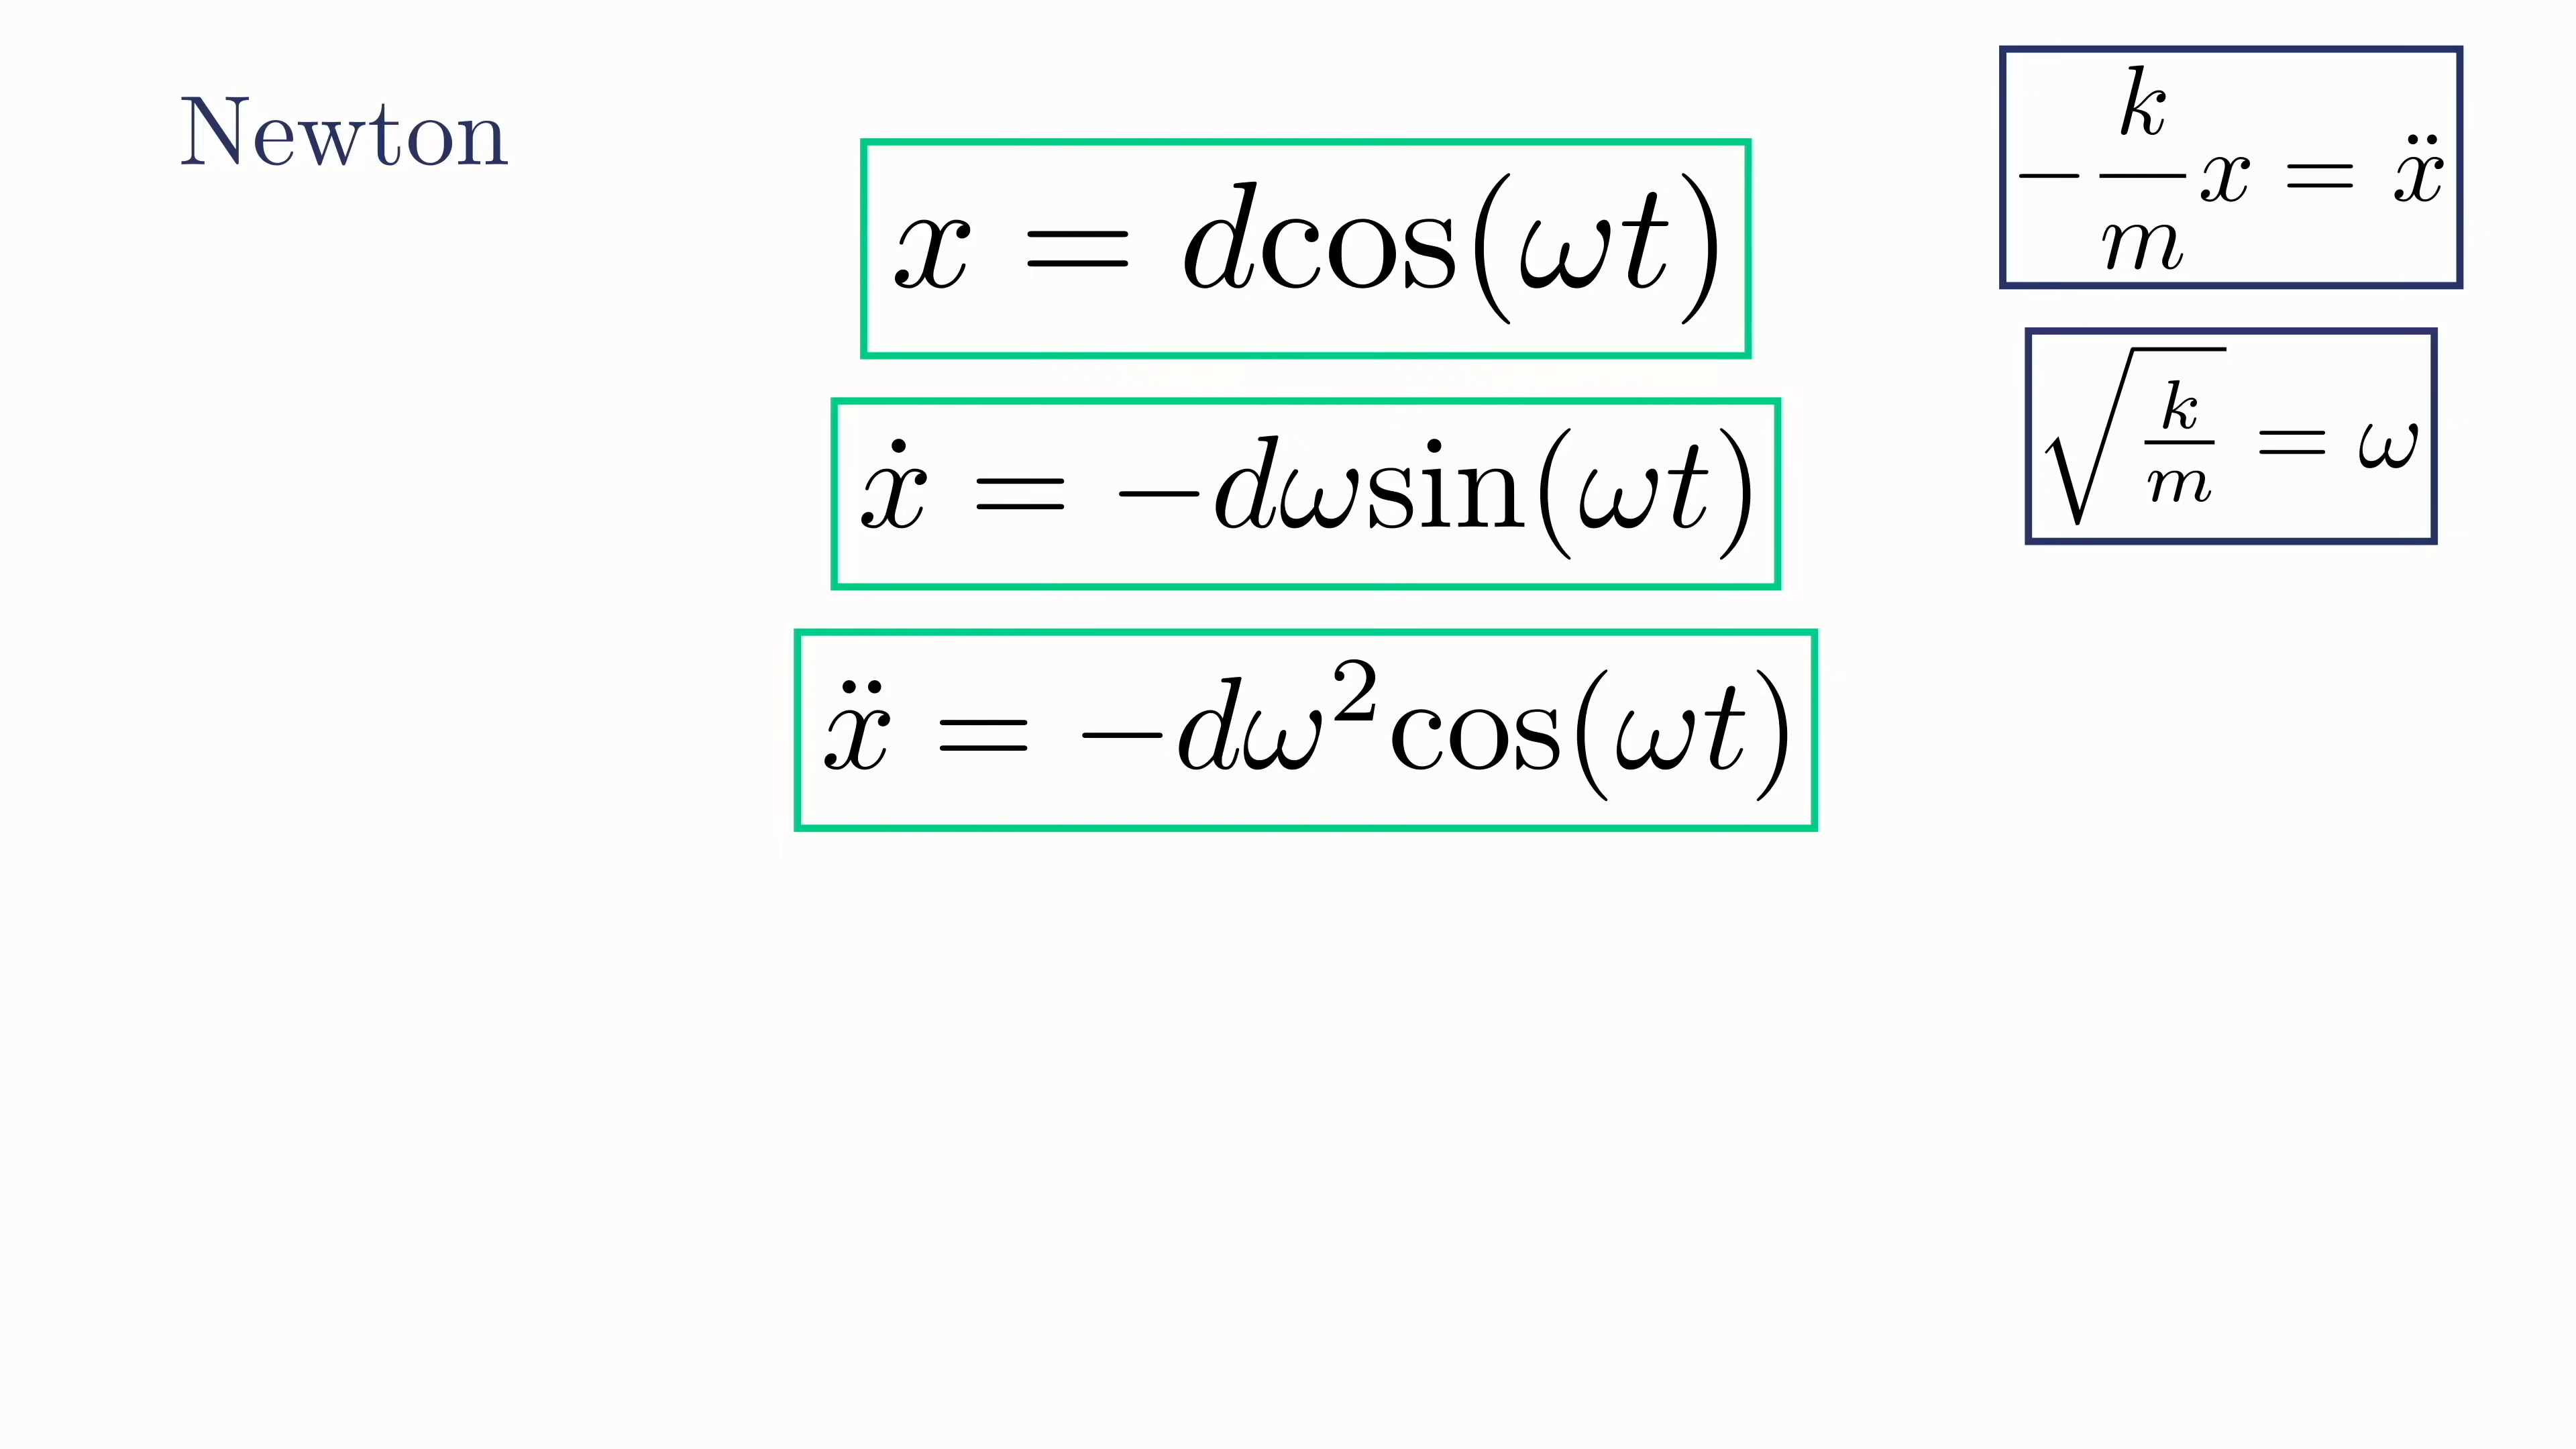 Newton
x = dcos(ωt)
ẋ = −dωsin(ωt)
ẍ = −dω²cos(ωt)
−k/m x = ẍ
√(k/m) = ω